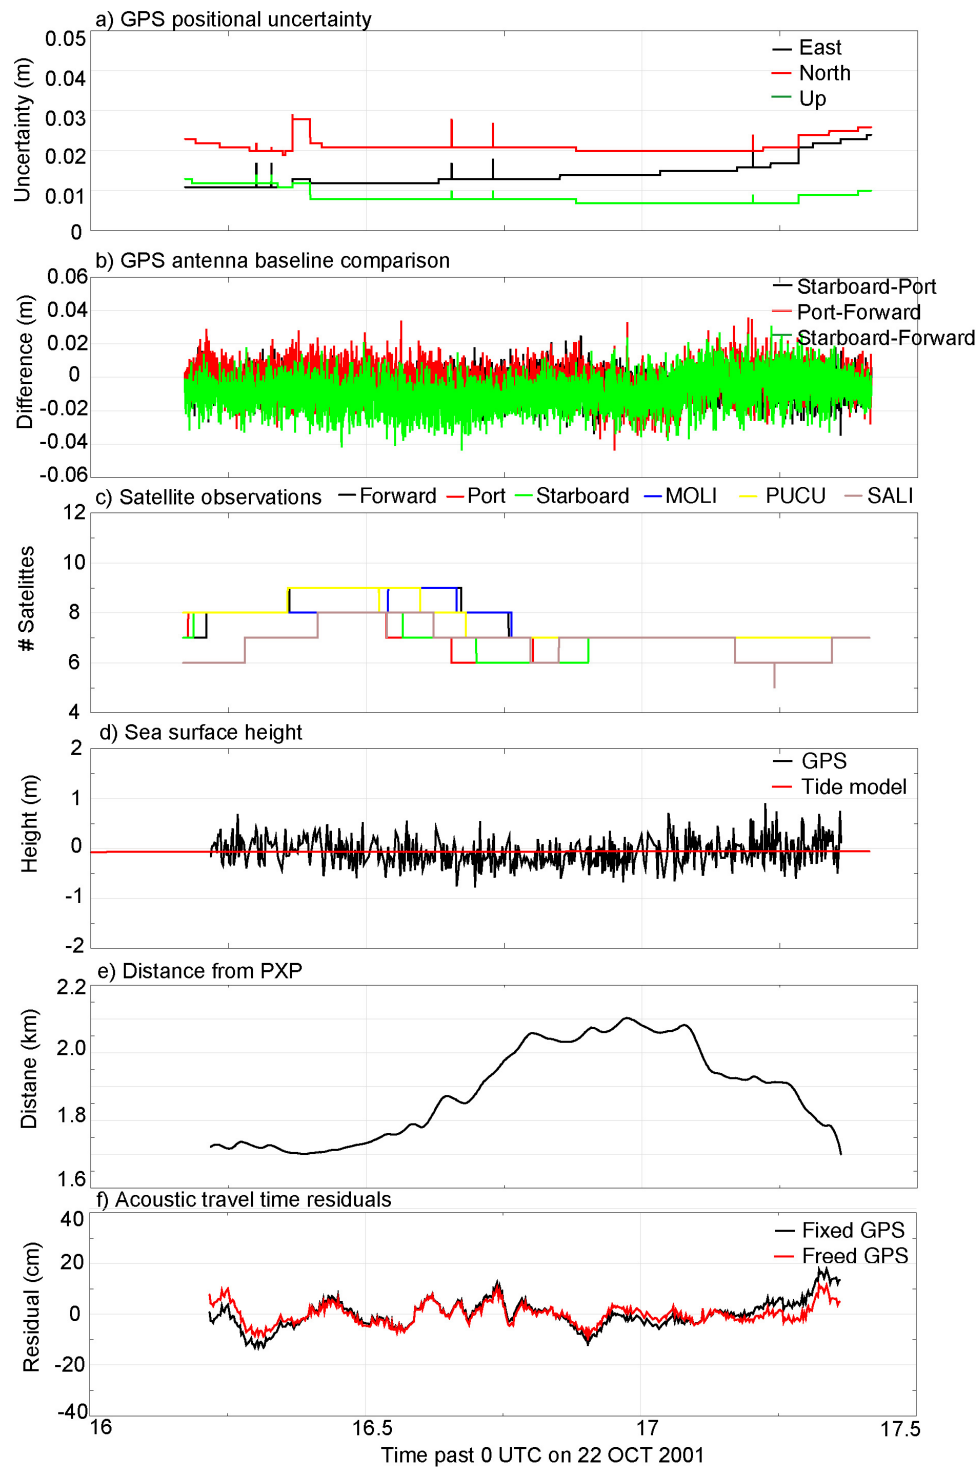 a) GPS positional uncertainty
0.05
0.04
0.03
0.02
0.01
0
Uncertainty (m)
East
North
Up
b) GPS antenna baseline comparison
0.06
0.04
0.02
0
-0.02
-0.04
-0.06
Difference (m)
Starboard-Port
Port-Forward
Starboard-Forward
c) Satellite observations
Forward
Port
Starboard
MOLI
PUCU
SALI
12
10
8
6
4
# Satelittes
d) Sea surface height
2
1
0
-1
-2
Height (m)
GPS
Tide model
e) Distance from PXP
2.2
2.0
1.8
1.6
Distane (km)
f) Acoustic travel time residuals
40
20
0
-20
-40
Residual (cm)
Fixed GPS
Freed GPS
16
16.5
17
17.5
Time past 0 UTC on 22 OCT 2001